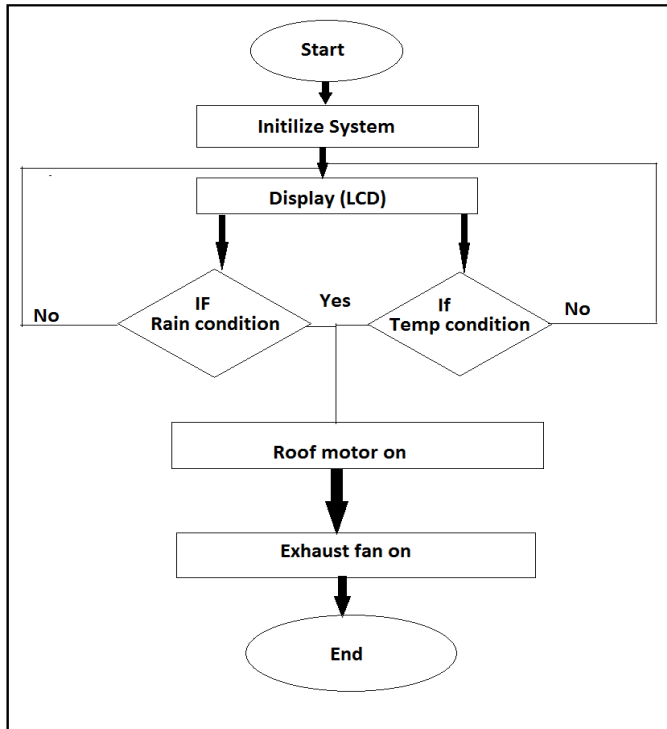 Start
Initilize System
Display (LCD)
IF
Rain condition
Yes
If
Temp condition
No
No
Roof motor on
Exhaust fan on
End